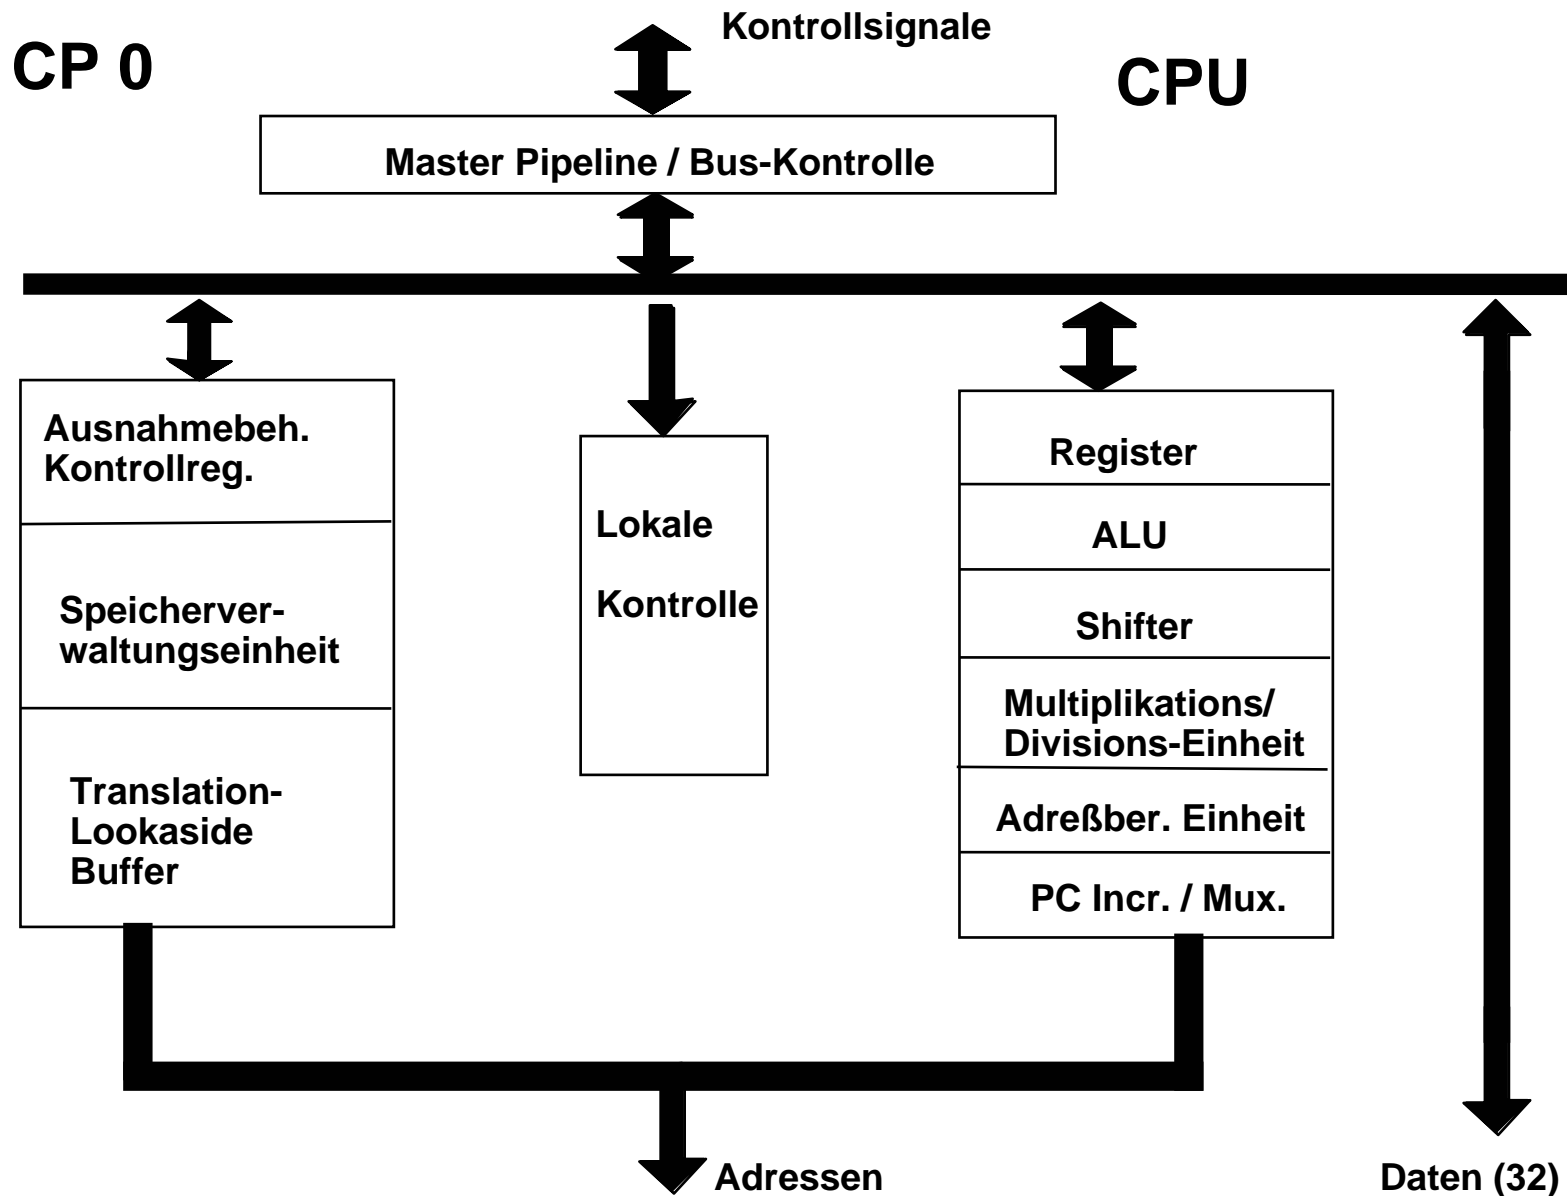 Kontrollsignale
CP 0
CPU
Master Pipeline / Bus-Kontrolle
Ausnahmebeh.
Kontrollreg.
Speicherver-
waltungseinheit
Translation-
Lookaside
Buffer
Lokale
Kontrolle
Register
ALU
Shifter
Multiplikations/
Divisions-Einheit
Adreßber. Einheit
PC Incr. / Mux.
Adressen
Daten (32)